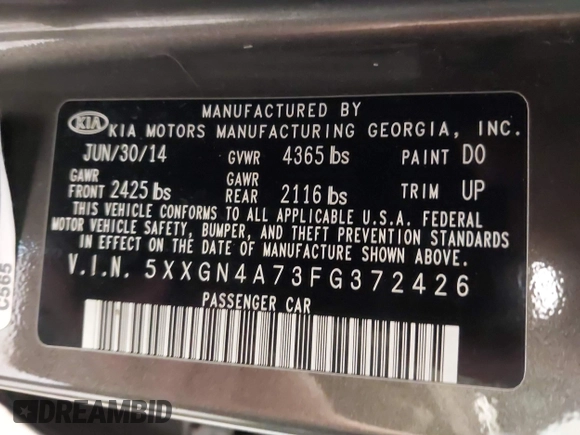 MANUFACTURED BY
KIA KIA MOTORS MANUFACTURING GEORGIA, INC.
JUN/30/14 GVWR 4365 lbs PAINT DO
GAWR FRONT 2425 lbs GAWR REAR 2116 lbs TRIM UP
THIS VEHICLE CONFORMS TO ALL APPLICABLE U.S.A. FEDERAL
MOTOR VEHICLE SAFETY, BUMPER, AND THEFT PREVENTION STANDARDS
IN EFFECT ON THE DATE OF MANUFACTURE SHOWN ABOVE.
V.I.N. 5XXGN4A73FG372426
PASSENGER CAR
C565
DREAMBID